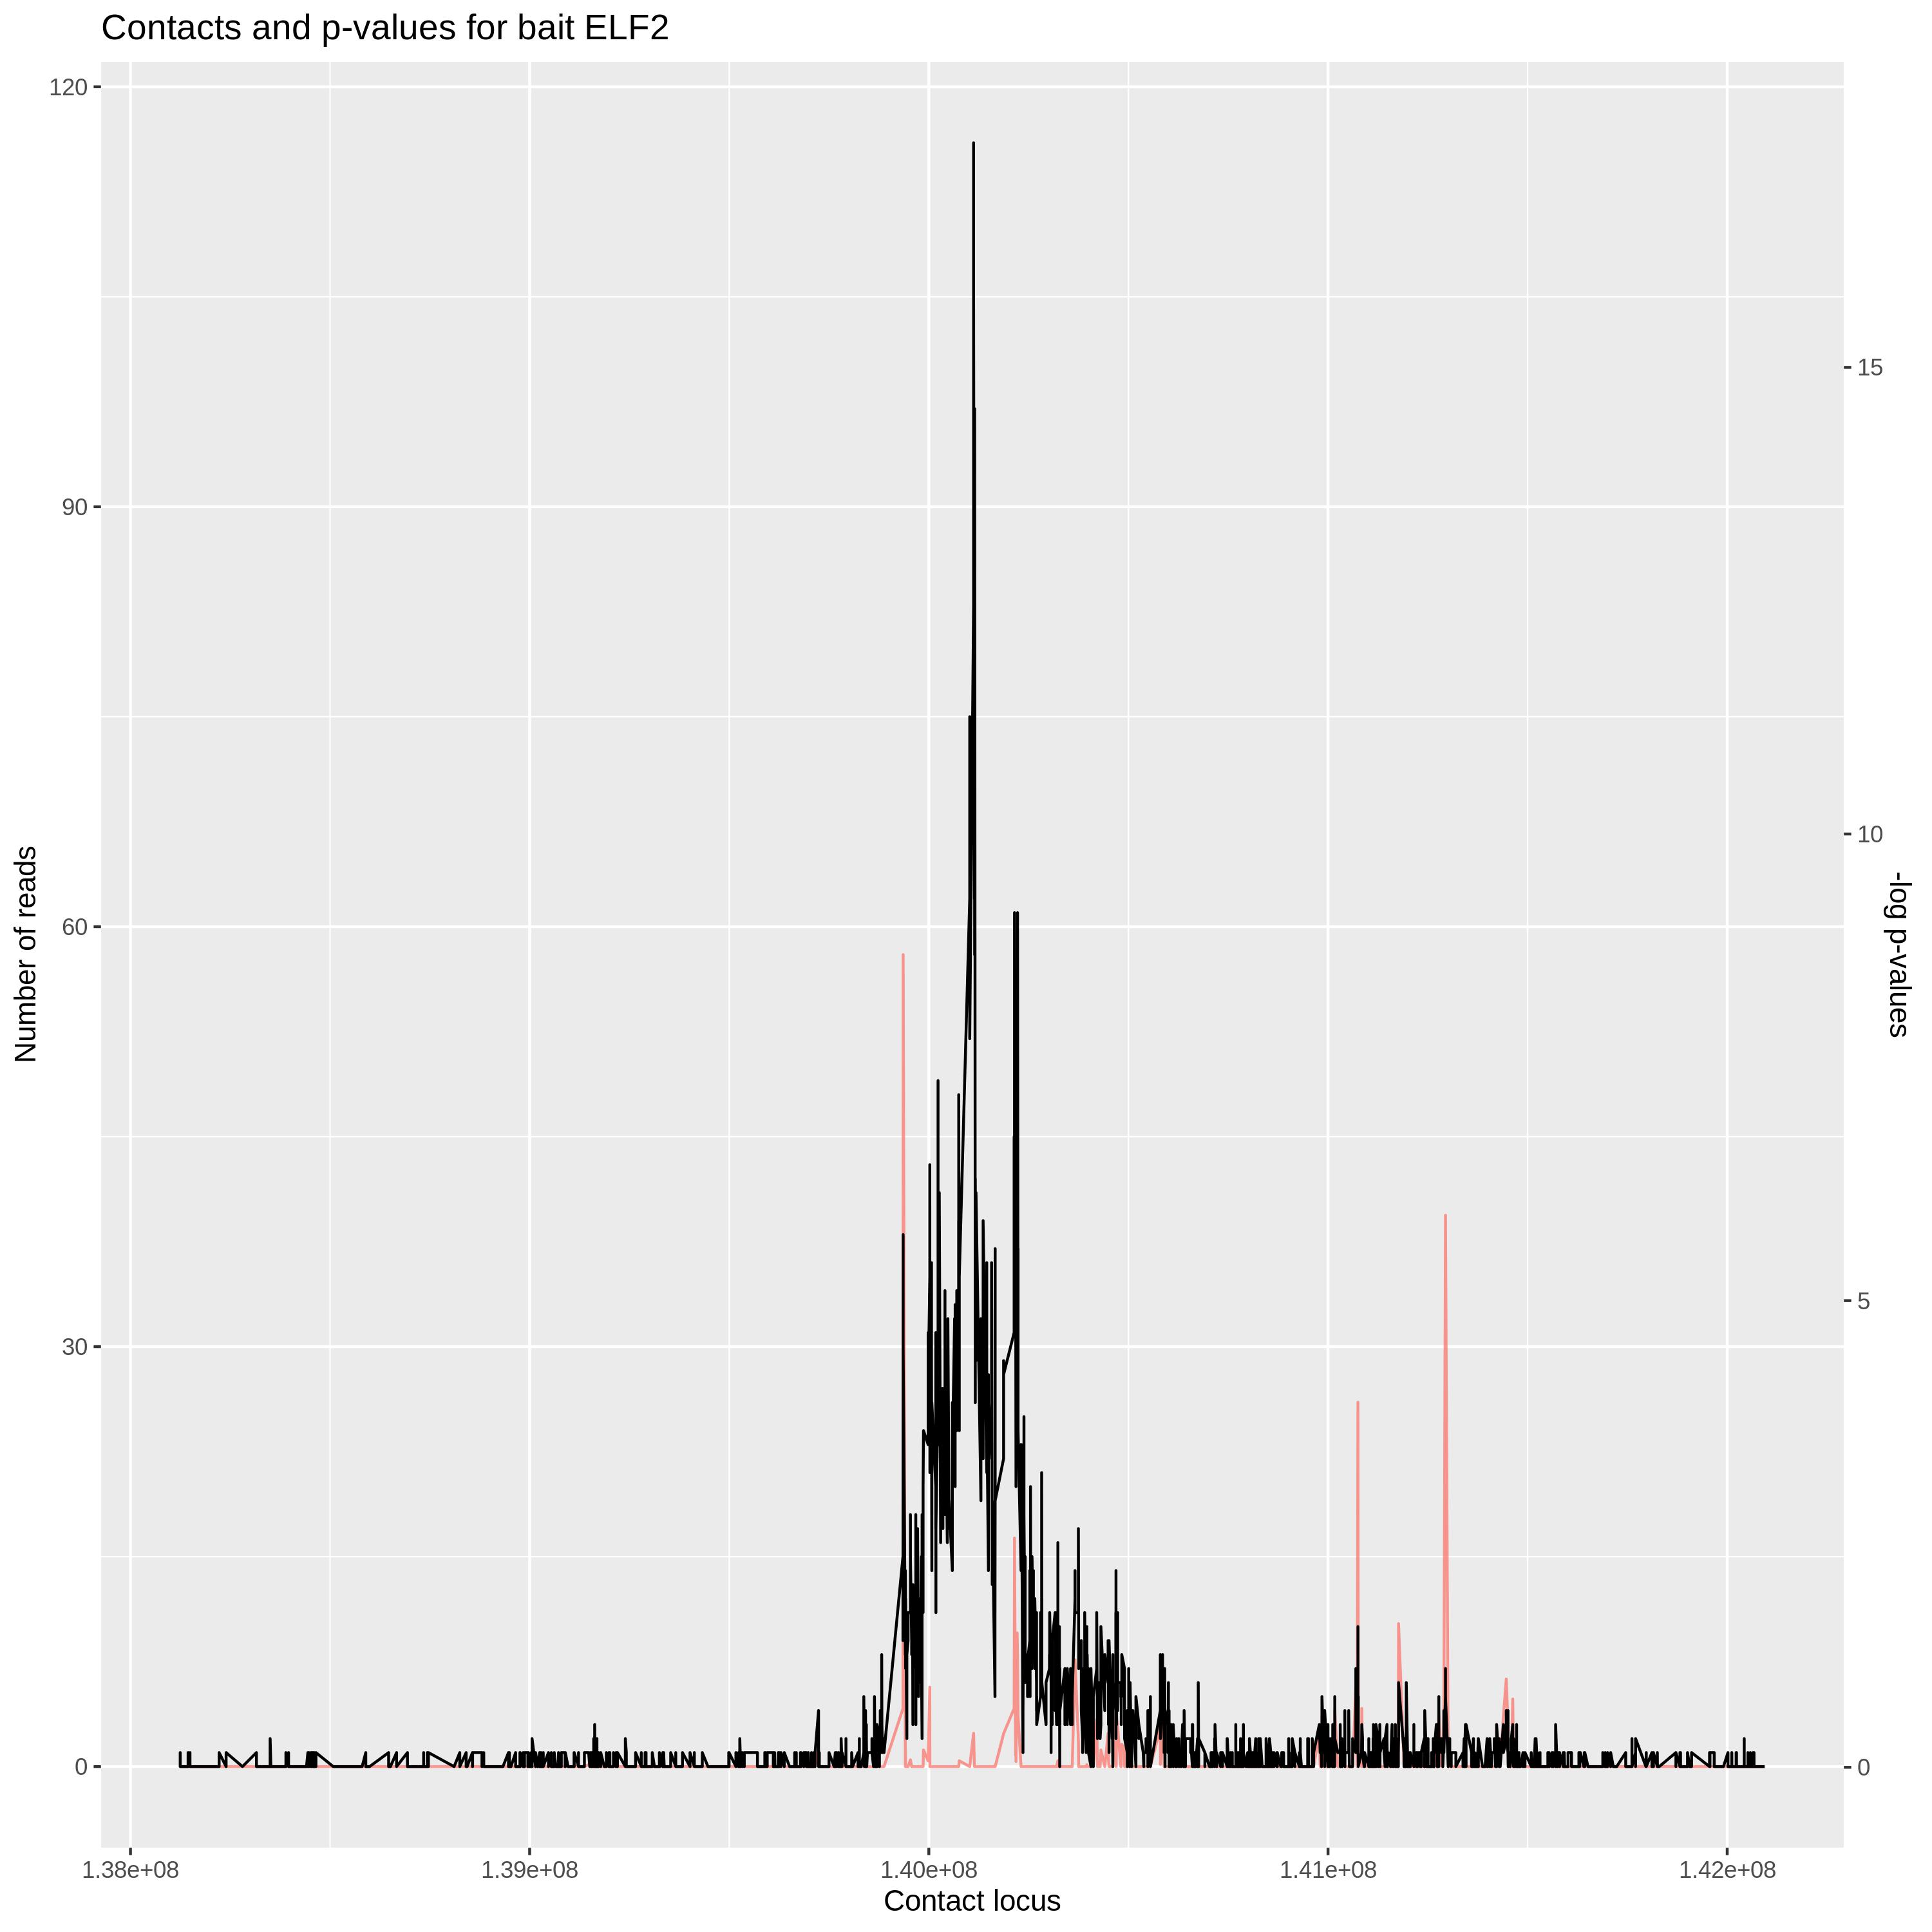 Contacts and p-values for bait ELF2
120
90
60
30
0
Number of reads
15
10
5
0
-log p-values
1.38e+08
1.39e+08
1.40e+08
1.41e+08
1.42e+08
Contact locus